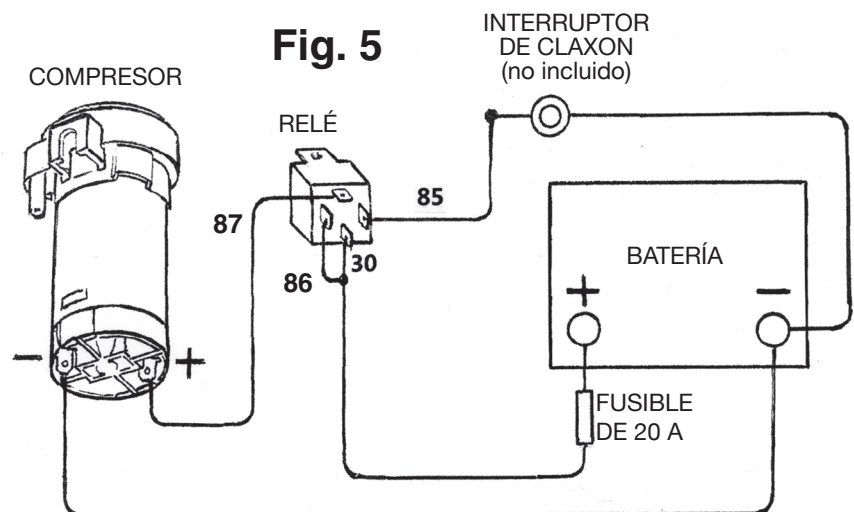 Fig. 5
INTERRUPTOR
DE CLAXON
(no incluido)
COMPRESOR
RELÉ
85
87
30
86
BATERÍA
+
−
−
+
FUSIBLE
DE 20 A